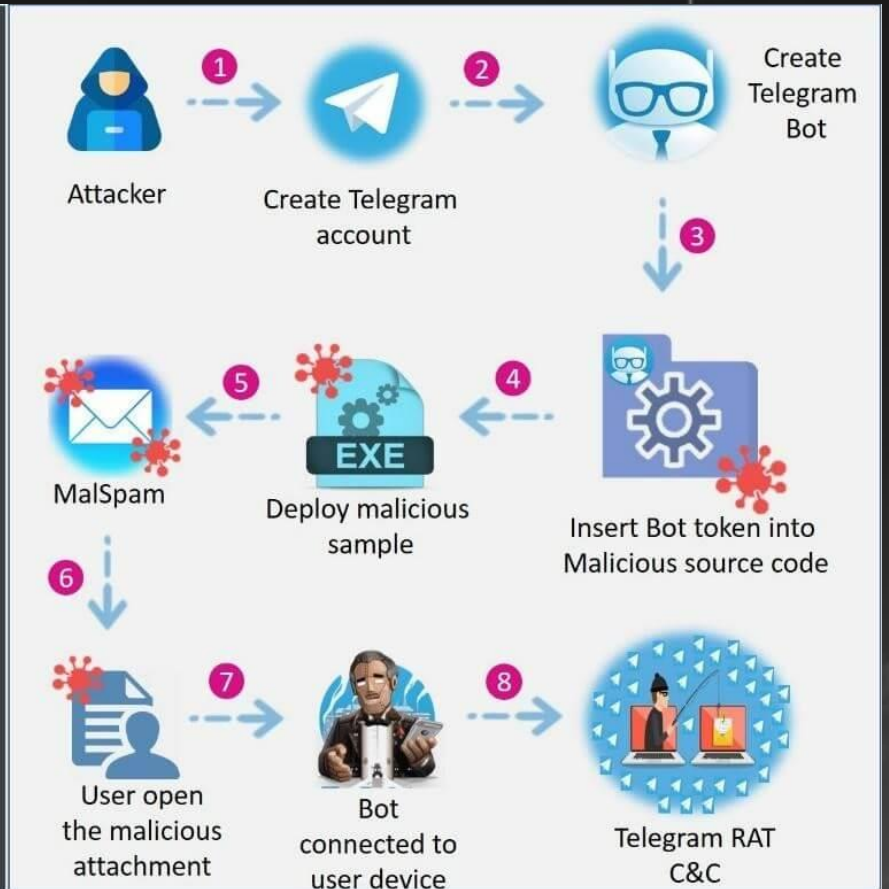 1
2
Create
Telegram
Bot
Attacker
Create Telegram
account
3
5
4
EXE
MalSpam
Deploy malicious
sample
Insert Bot token into
Malicious source code
6
7
8
User open
the malicious
attachment
Bot
connected to
user device
Telegram RAT
C&C